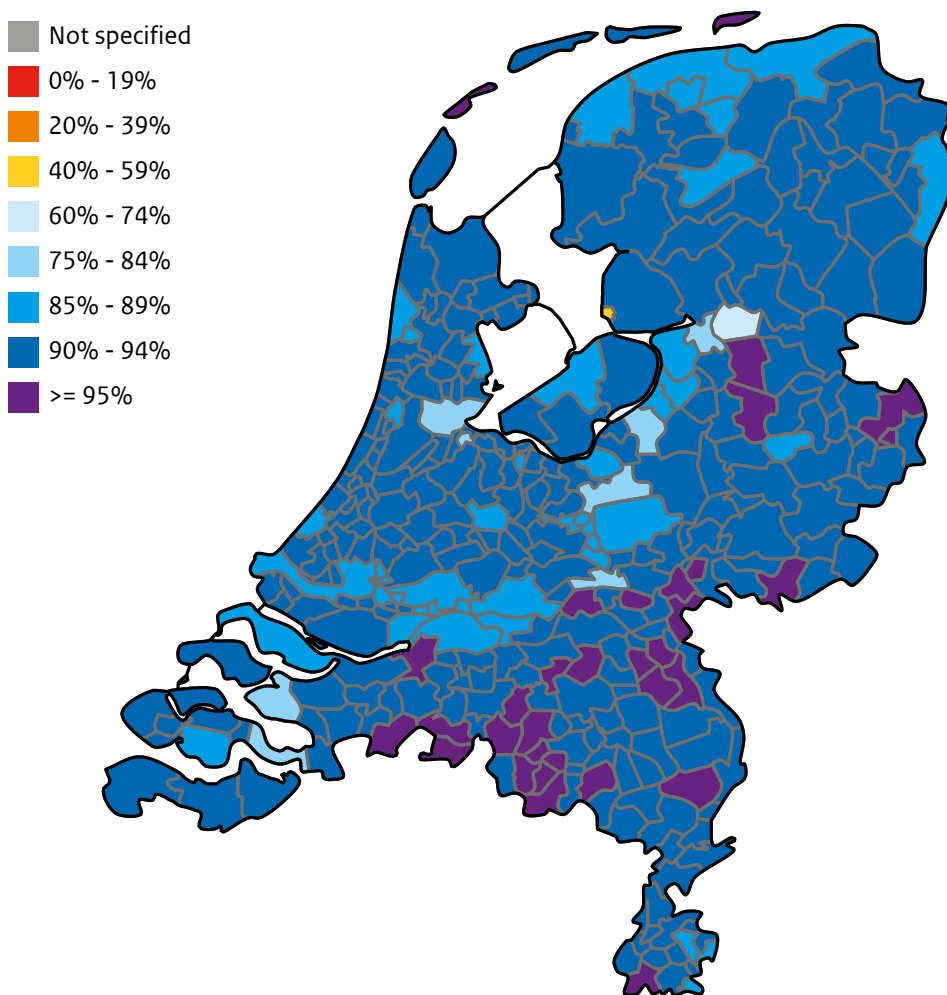 Not specified
0% - 19%
20% - 39%
40% - 59%
60% - 74%
75% - 84%
85% - 89%
90% - 94%
>= 95%